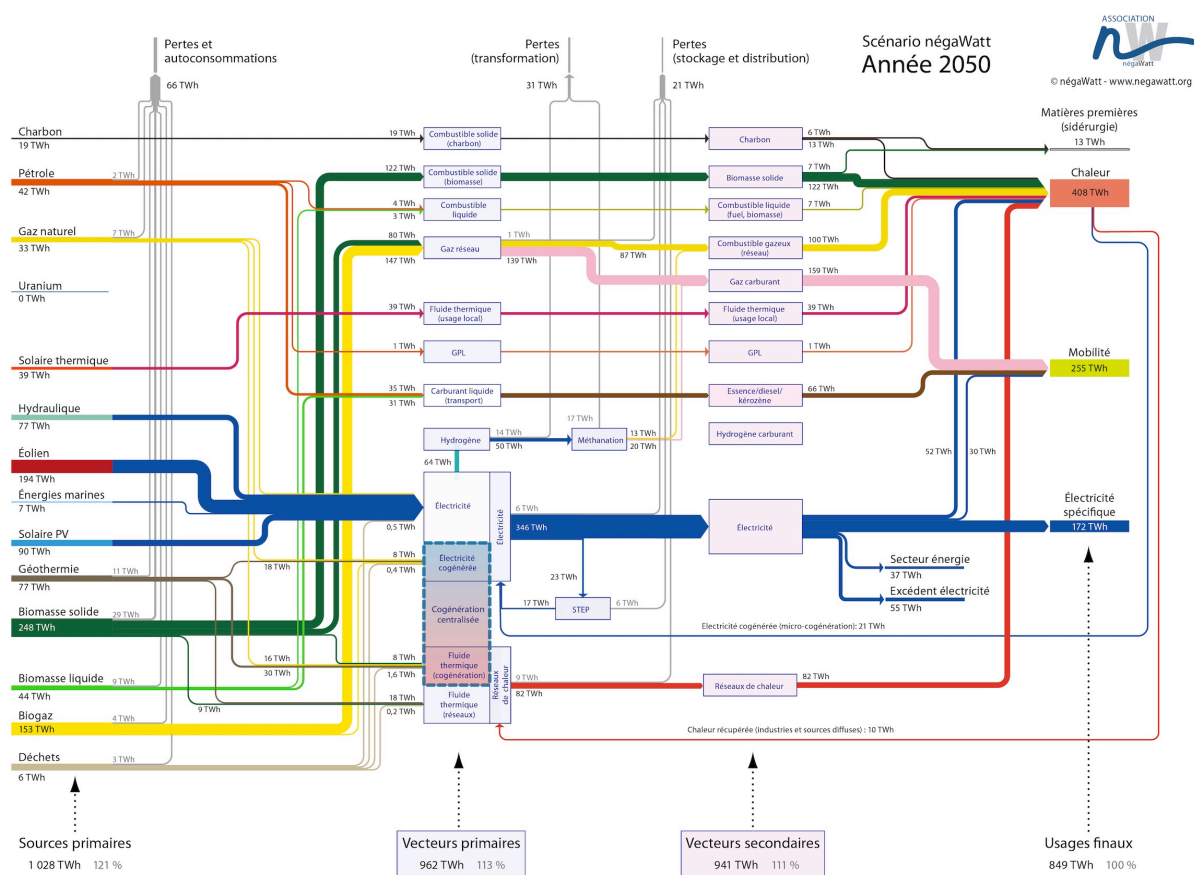 ASSOCIATION
nW
négaWatt
© négaWatt - www.negawatt.org
Scénario négaWatt
Année 2050
Pertes et
autoconsommations
66 TWh
Pertes
(transformation)
31 TWh
Pertes
(stockage et distribution)
21 TWh
Charbon
19 TWh
Pétrole
42 TWh
2 TWh
Gaz naturel
33 TWh
7 TWh
Uranium
0 TWh
Solaire thermique
39 TWh
Hydraulique
77 TWh
Éolien
194 TWh
Énergies marines
7 TWh
Solaire PV
90 TWh
Géothermie
77 TWh
11 TWh
Biomasse solide
248 TWh
29 TWh
Biomasse liquide
44 TWh
9 TWh
9 TWh
Biogaz
153 TWh
4 TWh
Déchets
6 TWh
3 TWh
18 TWh
16 TWh
30 TWh
19 TWh
Combustible solide
(charbon)
122 TWh
Combustible solide
(biomasse)
4 TWh
3 TWh
Combustible
liquide
80 TWh
147 TWh
Gaz réseau
1 TWh
139 TWh
87 TWh
39 TWh
Fluide thermique
(usage local)
1 TWh
GPL
35 TWh
31 TWh
Carburant liquide
(transport)
Hydrogène
14 TWh
50 TWh
64 TWh
17 TWh
Méthanation
13 TWh
20 TWh
Électricité
0,5 TWh
Électricité
6 TWh
346 TWh
8 TWh
0,4 TWh
Électricité
cogénérée
Cogénération
centralisée
8 TWh
1,6 TWh
Fluide
thermique
(cogénération)
18 TWh
0,2 TWh
Fluide
thermique
(réseaux)
Réseaux
de chaleur
9 TWh
82 TWh
23 TWh
17 TWh
STEP
6 TWh
Charbon
6 TWh
13 TWh
Biomasse solide
7 TWh
122 TWh
Combustible liquide
(fuel, biomasse)
7 TWh
Combustible gazeux
(réseau)
100 TWh
Gaz carburant
159 TWh
Fluide thermique
(usage local)
39 TWh
GPL
1 TWh
Essence/diesel/
kérozène
66 TWh
Hydrogène carburant
Électricité
52 TWh
30 TWh
Réseaux de chaleur
82 TWh
Secteur énergie
37 TWh
Excédent électricité
55 TWh
Electricité cogénérée (micro-cogénération): 21 TWh
Chaleur récupérée (industries et sources diffuses) : 10 TWh
Matières premières
(sidérurgie)
13 TWh
Chaleur
408 TWh
Mobilité
255 TWh
Électricité
spécifique
172 TWh
Sources primaires
1 028 TWh 121 %
Vecteurs primaires
962 TWh 113 %
Vecteurs secondaires
941 TWh 111 %
Usages finaux
849 TWh 100 %